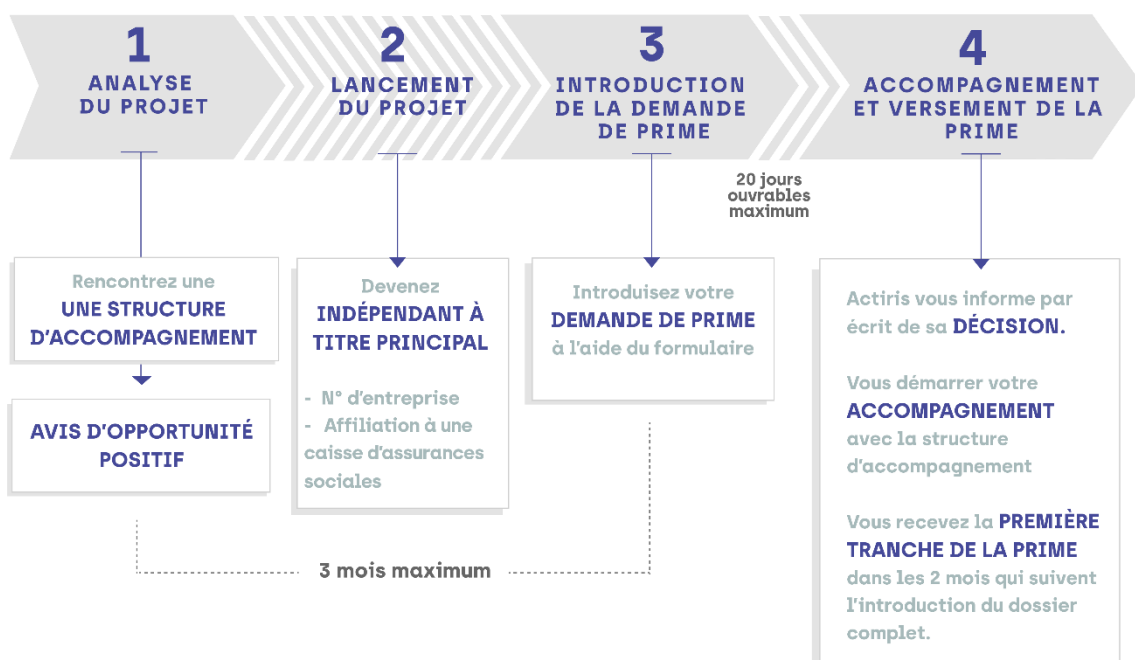 1
ANALYSE
DU PROJET
2
LANCEMENT
DU PROJET
3
INTRODUCTION
DE LA DEMANDE
DE PRIME
4
ACCOMPAGNEMENT
ET VERSEMENT DE LA
PRIME
20 jours
ouvrables
maximum
Rencontrez une
UNE STRUCTURE
D'ACCOMPAGNEMENT
AVIS D'OPPORTUNITÉ
POSITIF
Devenez
INDÉPENDANT À
TITRE PRINCIPAL
- N° d'entreprise
- Affiliation à une
caisse d'assurances
sociales
Introduisez votre
DEMANDE DE PRIME
à l'aide du formulaire
3 mois maximum
Actiris vous informe par
écrit de sa DÉCISION.
Vous démarrer votre
ACCOMPAGNEMENT
avec la structure
d'accompagnement
Vous recevez la PREMIÈRE
TRANCHE DE LA PRIME
dans les 2 mois qui suivent
l'introduction du dossier
complet.